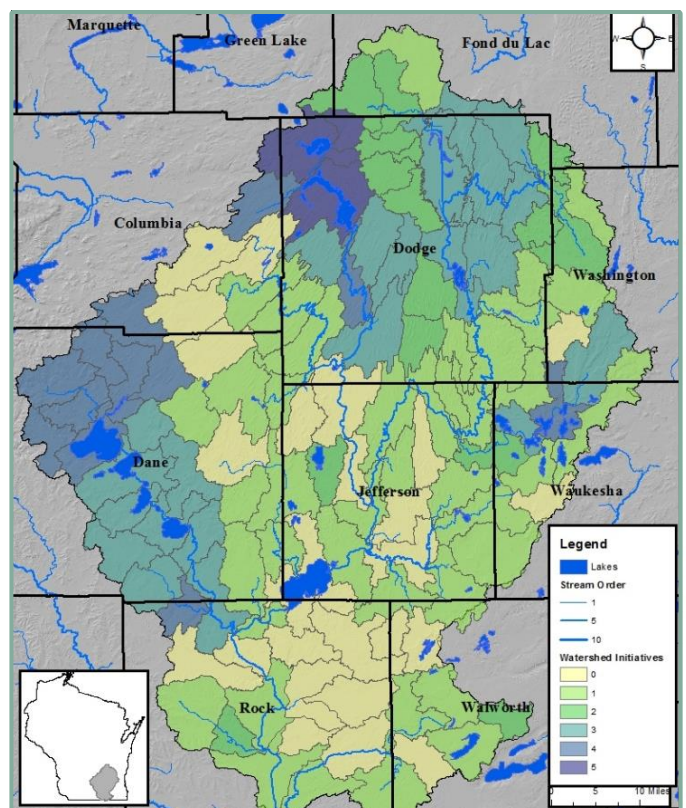 Marquette
Green Lake
Fond du Lac
N
W E
S
Columbia
Dodge
Washington
Dane
Jefferson
Waukesha
Rock
Walworth
Legend
Lakes
Stream Order
1
5
10
Watershed Initiatives
0
1
2
3
4
5
0 5 10 Miles